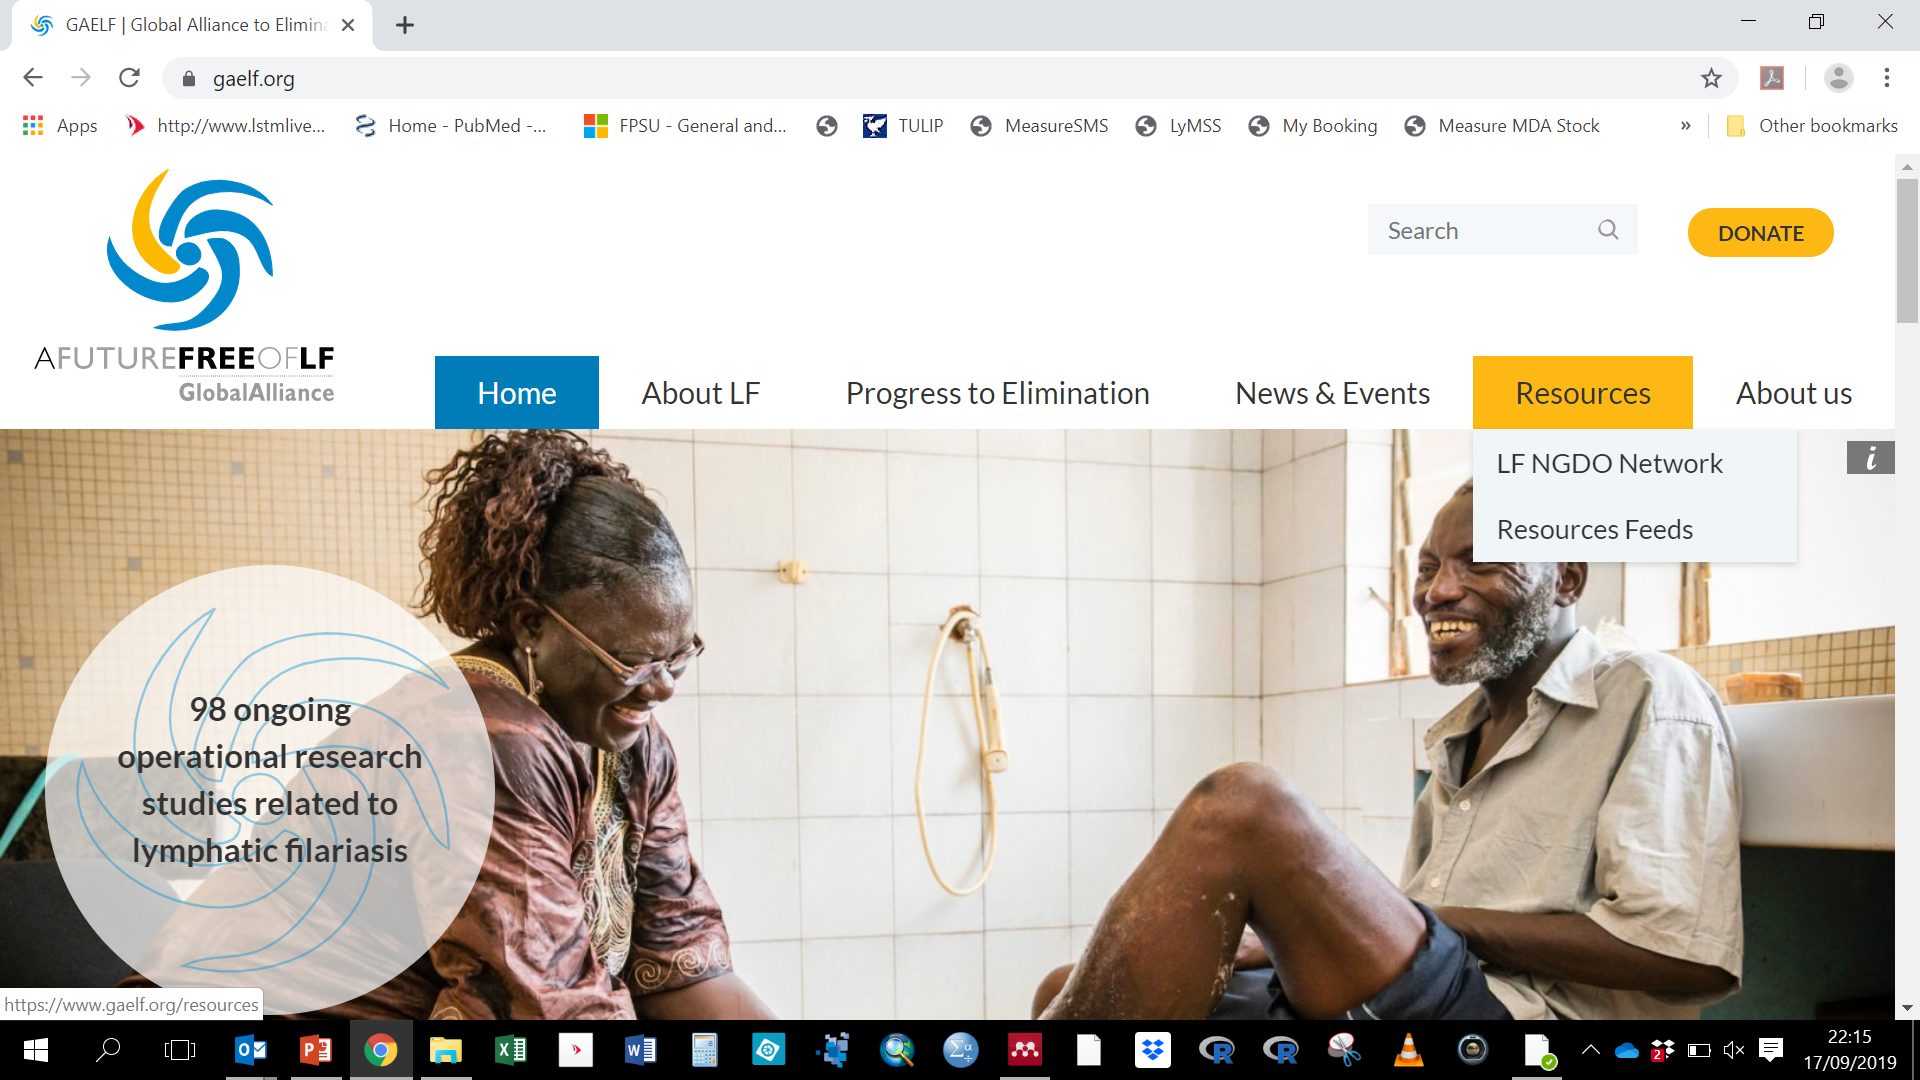 GAELF | Global Alliance to Elimin
gaelf.org
Apps
http://www.lstmlive...
Home - PubMed -...
FPSU - General and...
TULIP
MeasureSMS
LyMSS
My Booking
Measure MDA Stock
»
Other bookmarks
Search
DONATE
AFUTUREFREEOFLF
GlobalAlliance
Home
About LF
Progress to Elimination
News & Events
Resources
About us
LF NGDO Network
Resources Feeds
i
98 ongoing
operational research
studies related to
lymphatic filariasis
https://www.gaelf.org/resources
22:15
17/09/2019